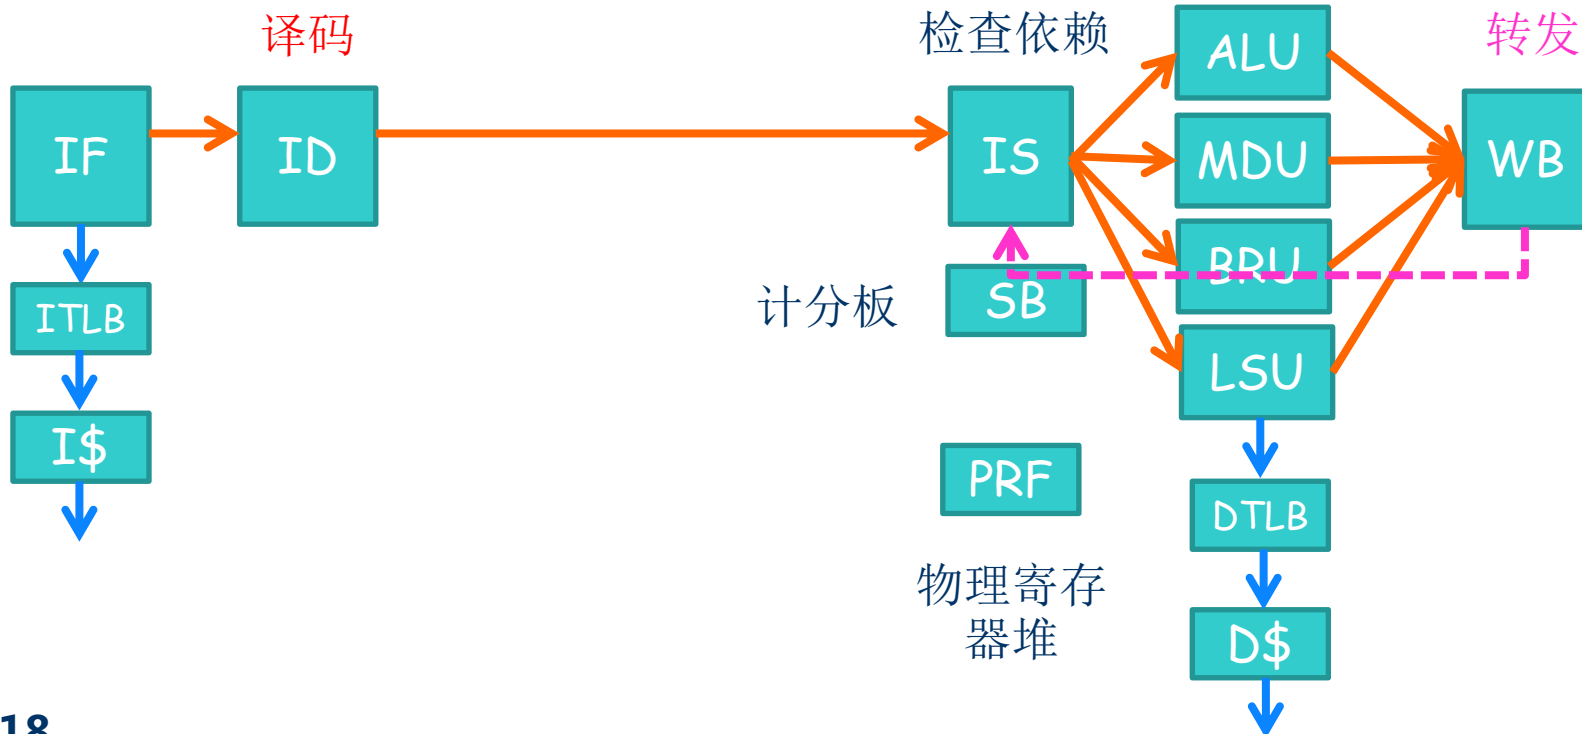 译码
检查依赖
转发
IF
ID
IS
ALU
MDU
BRU
LSU
WB
ITLB
I$
计分板
SB
PRF
物理寄存
器堆
DTLB
D$
18